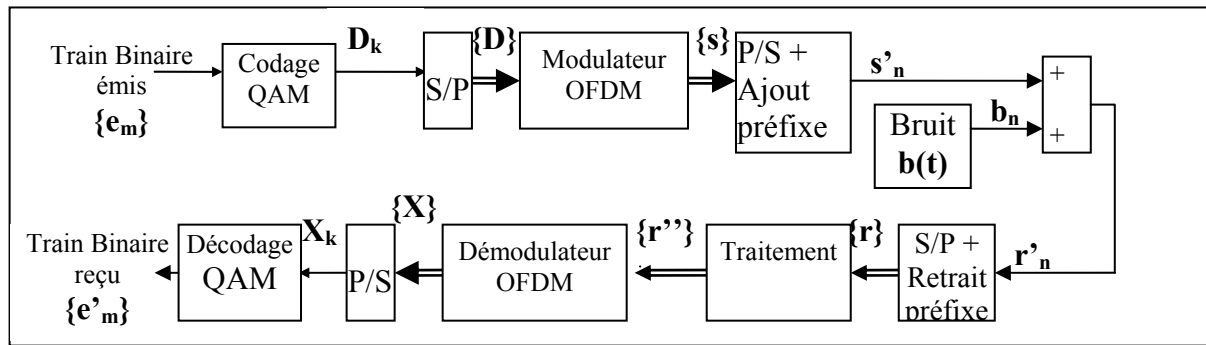 Train Binaire
émis
{e_m}
Codage
QAM
D_k
S/P
{D}
Modulateur
OFDM
{s}
P/S +
Ajout
préfixe
s'_n
+
+
Bruit
b(t)
b_n
Train Binaire
reçu
{e'_m}
Décodage
QAM
X_k
P/S
{X}
Démodulateur
OFDM
{r''}
Traitement
{r}
S/P +
Retrait
préfixe
r'_n